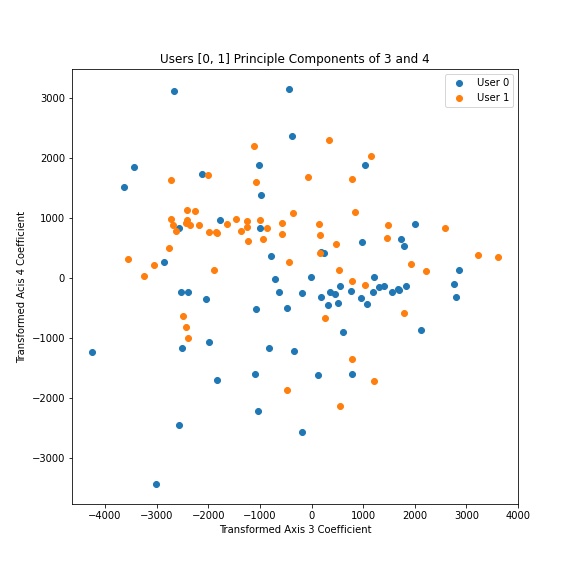 Users [0, 1] Principle Components of 3 and 4
User 0
User 1
Transformed Acis 4 Coefficient
3000
2000
1000
0
−1000
−2000
−3000
−4000 −3000 −2000 −1000 0 1000 2000 3000 4000
Transformed Axis 3 Coefficient